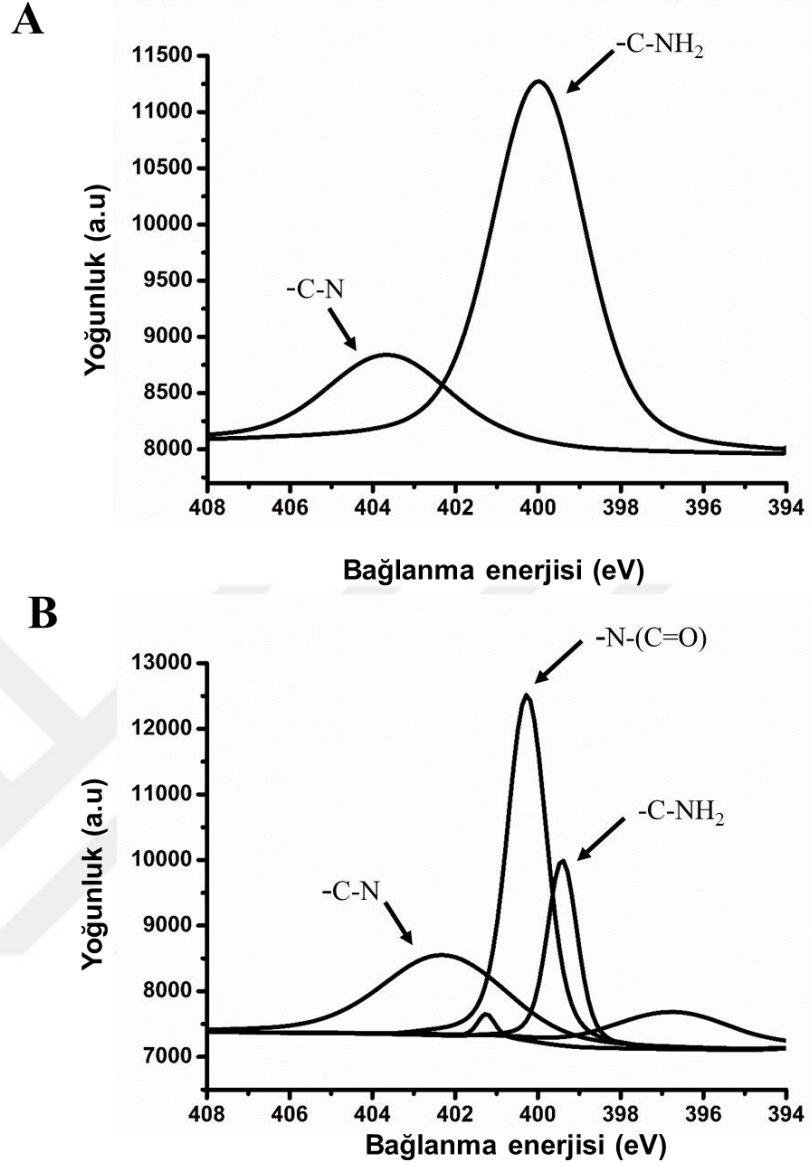 A
11500
11000
10500
10000
9500
9000
8500
8000
Yoğunluk (a.u)
-C-NH₂
-C-N
408 406 404 402 400 398 396 394
Bağlanma enerjisi (eV)
B
13000
12000
11000
10000
9000
8000
7000
Yoğunluk (a.u)
-N-(C=O)
-C-NH₂
-C-N
408 406 404 402 400 398 396 394
Bağlanma enerjisi (eV)